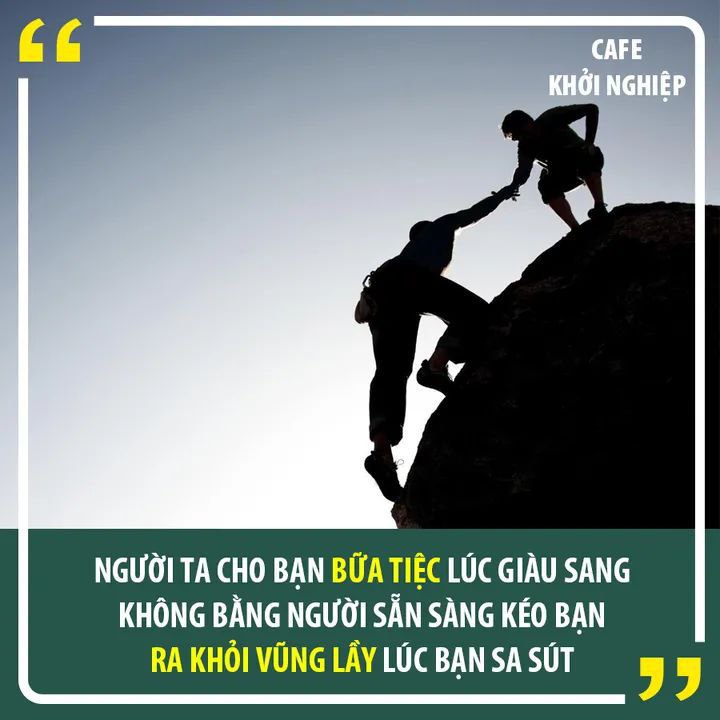 CAFE
KHỞI NGHIỆP
NGƯỜI TA CHO BẠN BỮA TIỆC LÚC GIÀU SANG
KHÔNG BẰNG NGƯỜI SẴN SÀNG KÉO BẠN
RA KHỎI VŨNG LẦY LÚC BẠN SA SÚT